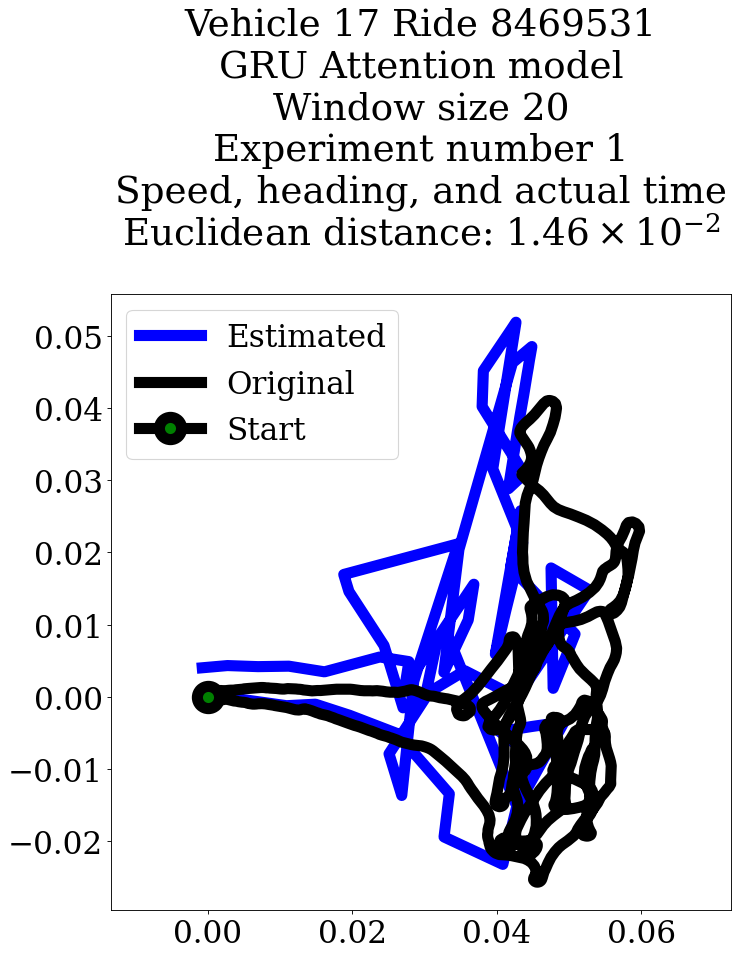 Vehicle 17 Ride 8469531
GRU Attention model
Window size 20
Experiment number 1
Speed, heading, and actual time
Euclidean distance: 1.46 × 10⁻²
Estimated
Original
Start
0.05
0.04
0.03
0.02
0.01
0.00
−0.01
−0.02
0.00 0.02 0.04 0.06